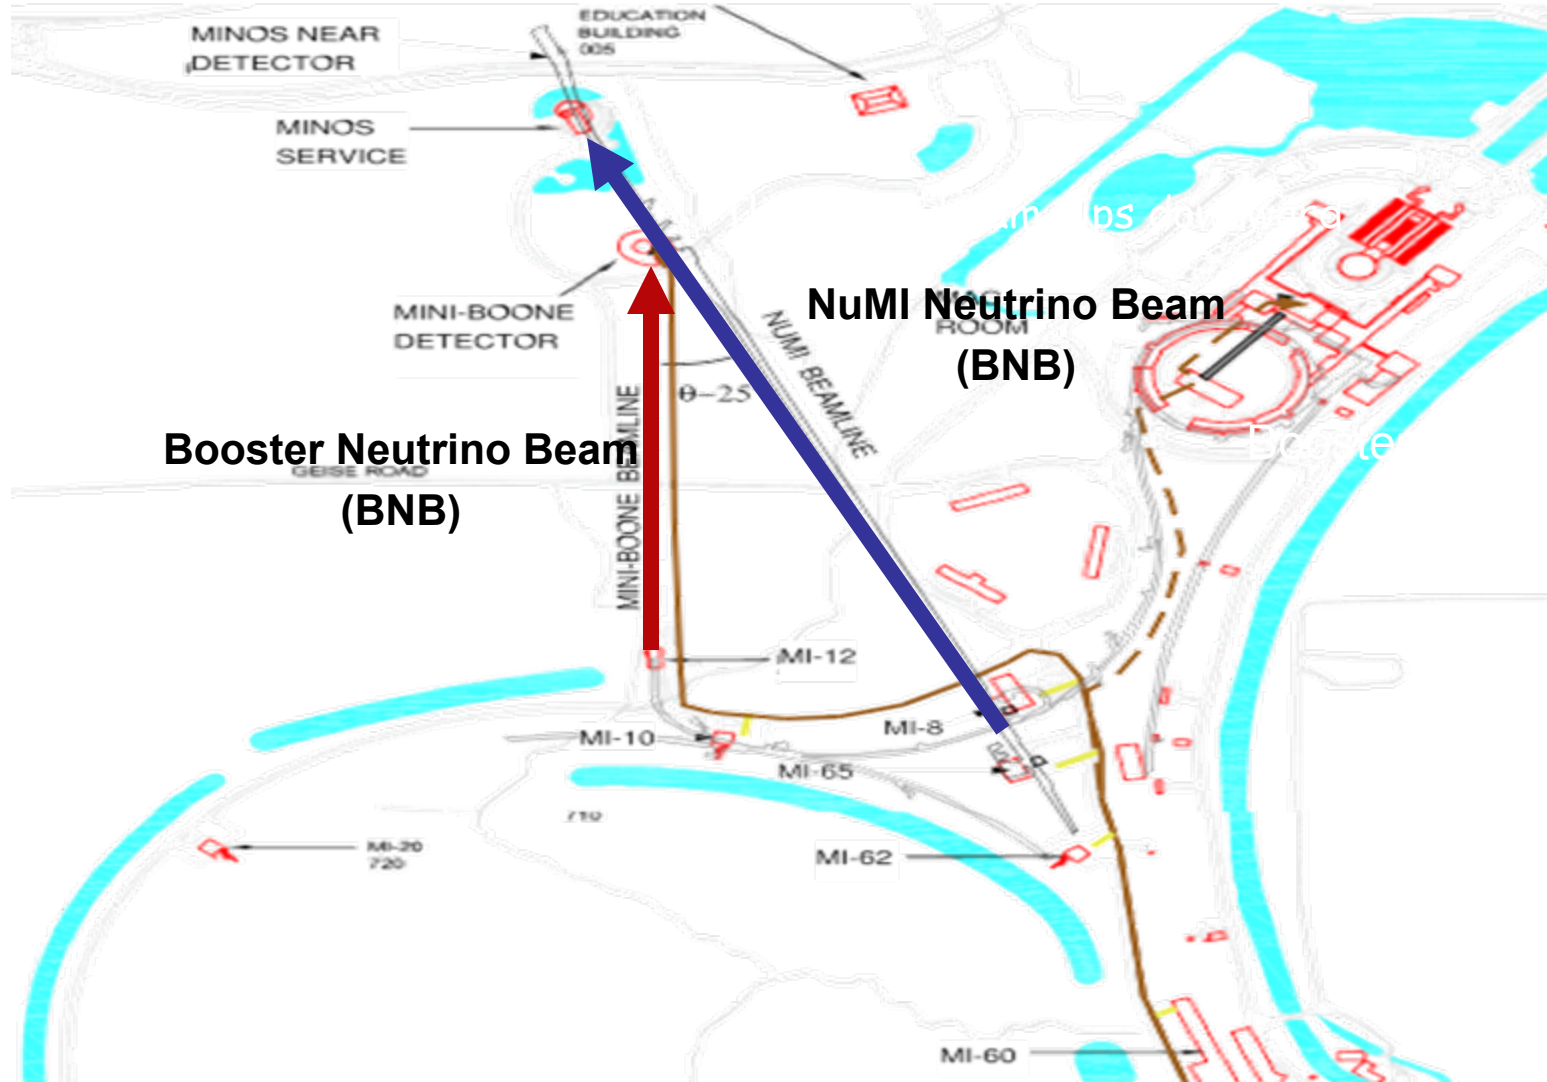 EDUCATION
BUILDING
005
MINOS NEAR
DETECTOR
MINOS
SERVICE
MINI-BOONE
DETECTOR
NuMI Neutrino Beam
(BNB)
ROOM
NUMI BEAMLINE
θ-25
MINI-BOONE BEAMLINE
Booster Neutrino Beam
(BNB)
GEISE ROAD
MI-12
MI-10
MI-8
MI-65
710
MI-20
720
MI-62
MI-60